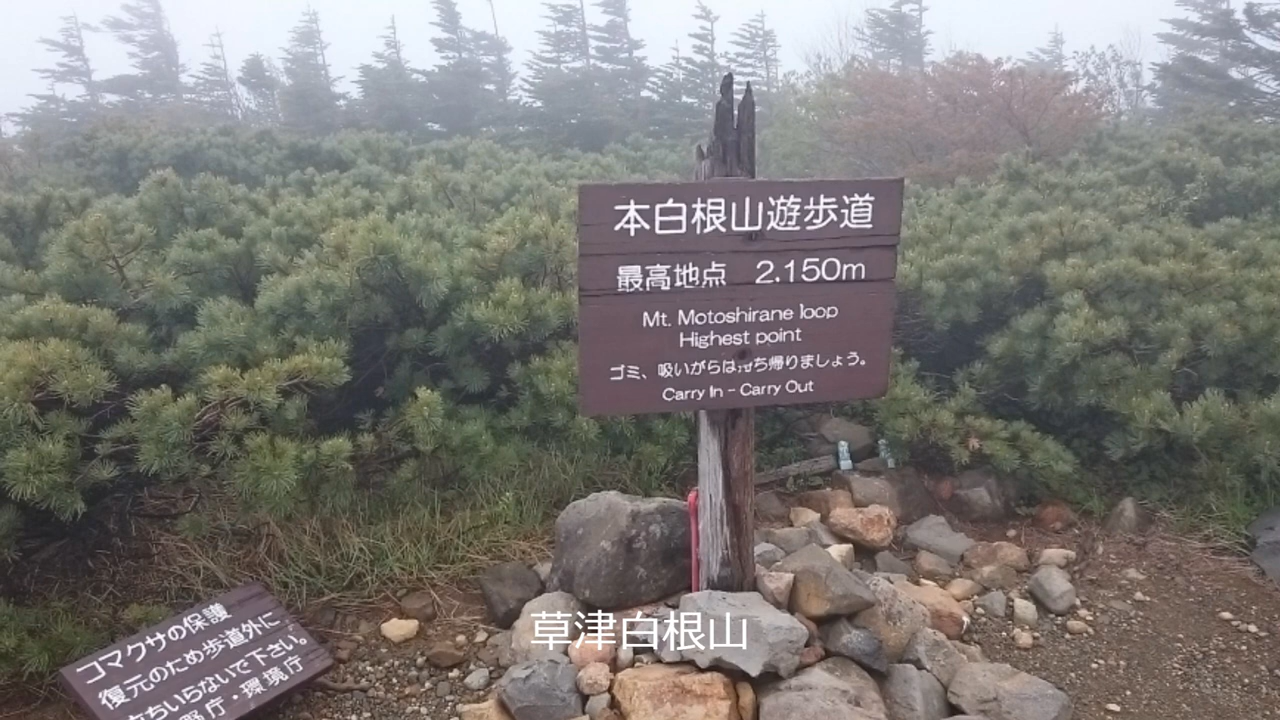 本白根山遊歩道
最高地点 2.150m
Mt. Motoshirane loop
Highest point
ゴミ、吸いがらは持ち帰りましょう。
Carry In - Carry Out
コマクサの保護
復元のため歩道外に
立ちいらないで下さい。
野庁・環境庁
草津白根山